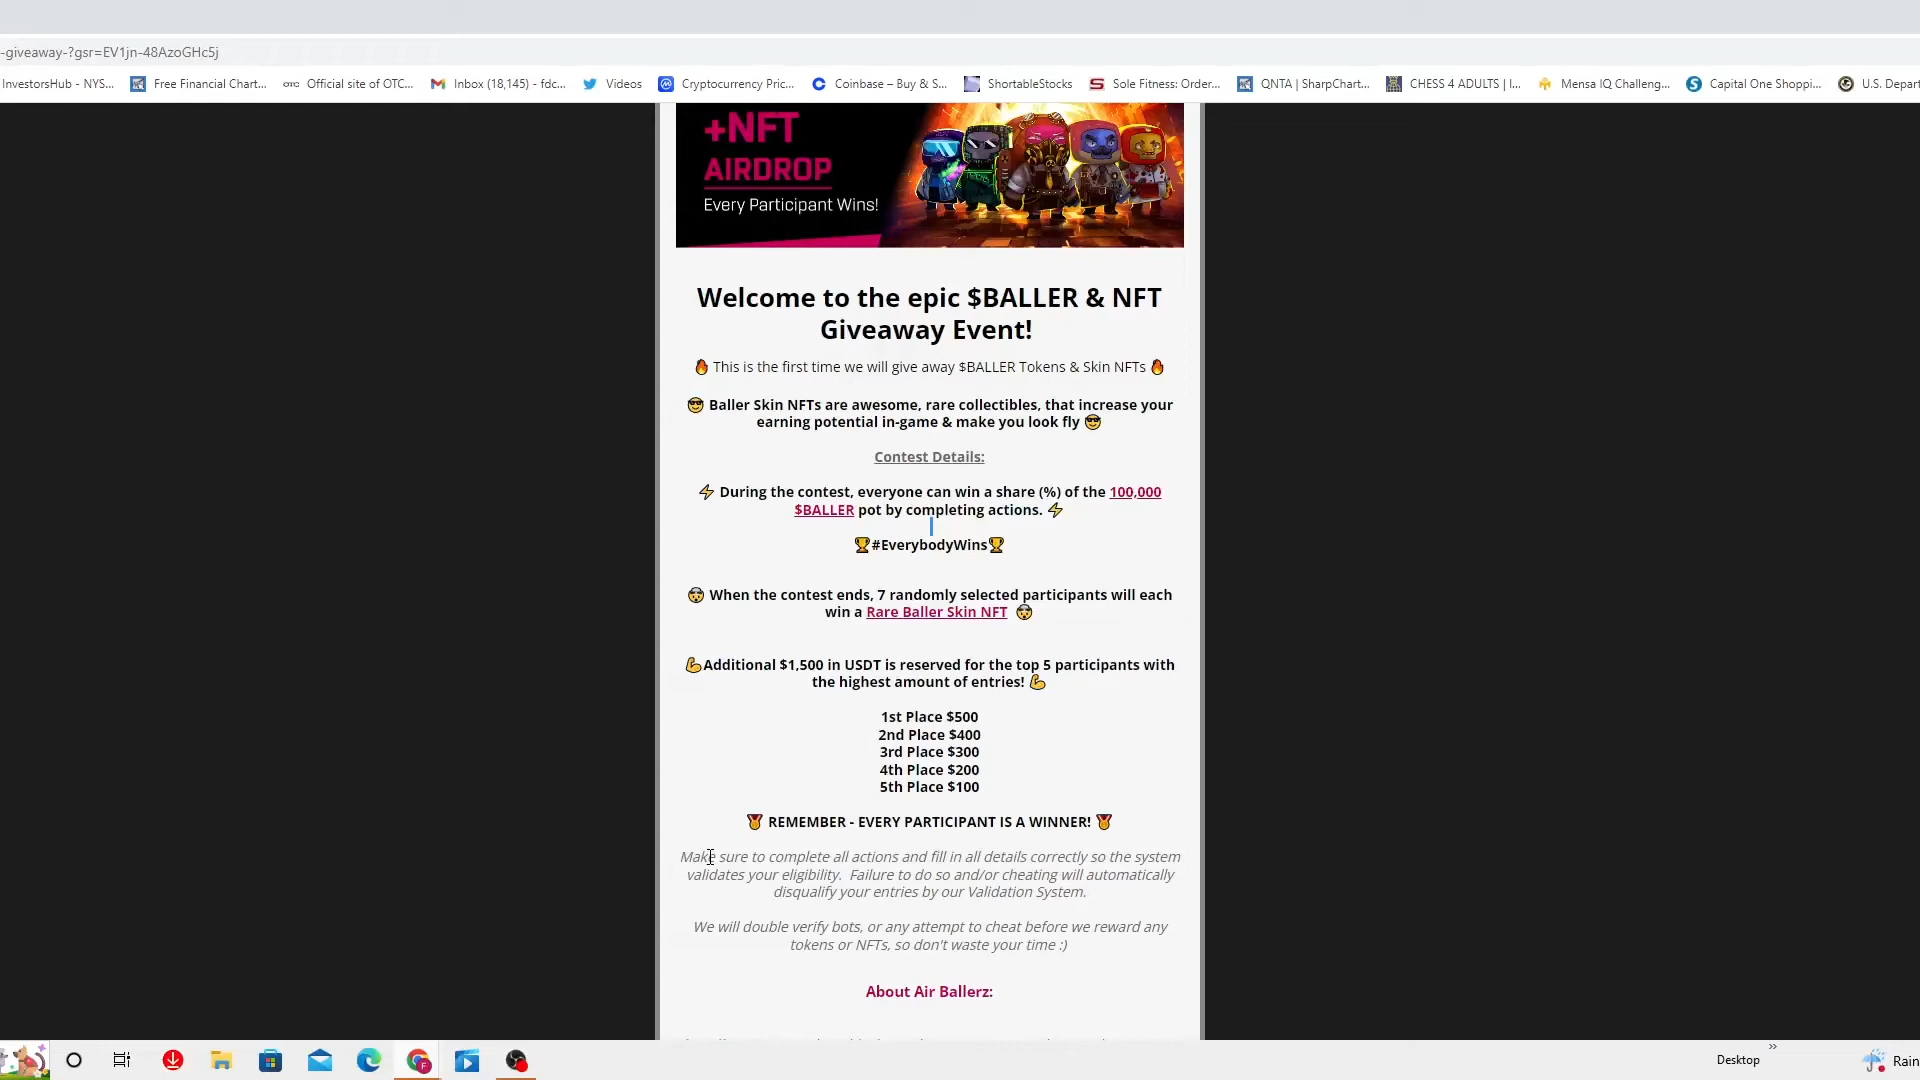 -giveaway-?gsr=EV1jn-48AzoGHc5j
InvestorsHub - NYS... Free Financial Chart... OTC Official site of OTC... Inbox (18,145) - fdc... Videos Cryptocurrency Pric... Coinbase – Buy & S... ShortableStocks Sole Fitness: Order... QNTA | SharpChart... CHESS 4 ADULTS | I... Mensa IQ Challeng... Capital One Shoppi... U.S. Depart
+NFT
AIRDROP
Every Participant Wins!
Welcome to the epic $BALLER & NFT
Giveaway Event!
🔥 This is the first time we will give away $BALLER Tokens & Skin NFTs 🔥
😎 Baller Skin NFTs are awesome, rare collectibles, that increase your
earning potential in-game & make you look fly 😎
Contest Details:
⚡ During the contest, everyone can win a share (%) of the 100,000
$BALLER pot by completing actions. ⚡
🏆#EverybodyWins🏆
🤯 When the contest ends, 7 randomly selected participants will each
win a Rare Baller Skin NFT 🤯
💪Additional $1,500 in USDT is reserved for the top 5 participants with
the highest amount of entries! 💪
1st Place $500
2nd Place $400
3rd Place $300
4th Place $200
5th Place $100
🏅 REMEMBER - EVERY PARTICIPANT IS A WINNER! 🏅
Make sure to complete all actions and fill in all details correctly so the system
validates your eligibility. Failure to do so and/or cheating will automatically
disqualify your entries by our Validation System.
We will double verify bots, or any attempt to cheat before we reward any
tokens or NFTs, so don't waste your time :)
About Air Ballerz:
Desktop
Rain